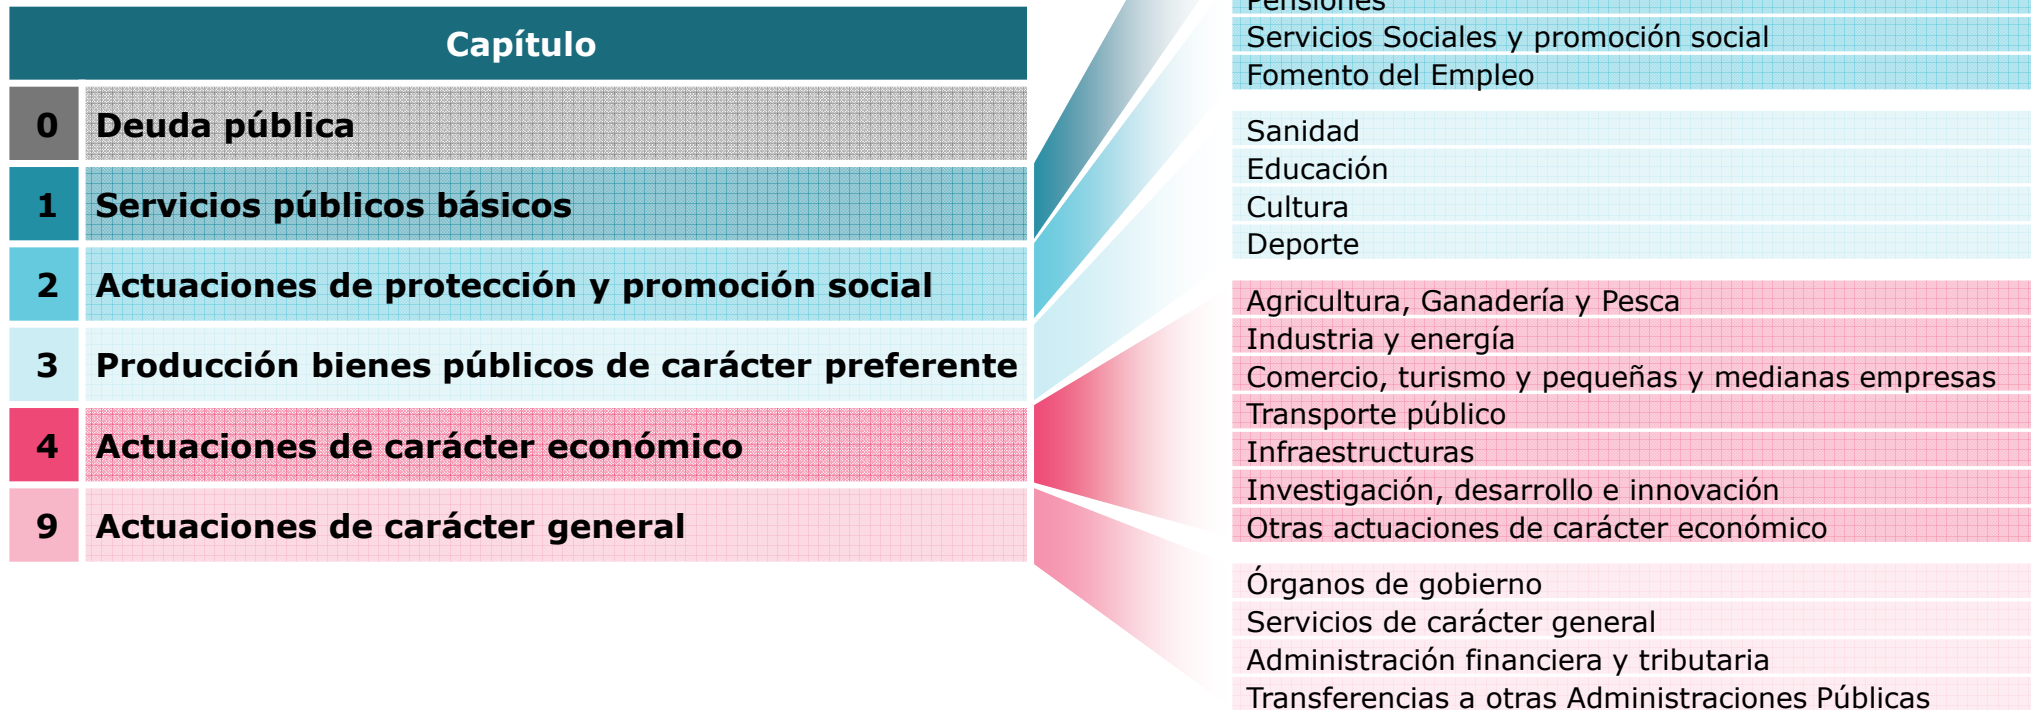 Capítulo
0 Deuda pública
1 Servicios públicos básicos
2 Actuaciones de protección y promoción social
3 Producción bienes públicos de carácter preferente
4 Actuaciones de carácter económico
9 Actuaciones de carácter general
Pensiones
Servicios Sociales y promoción social
Fomento del Empleo
Sanidad
Educación
Cultura
Deporte
Agricultura, Ganadería y Pesca
Industria y energía
Comercio, turismo y pequeñas y medianas empresas
Transporte público
Infraestructuras
Investigación, desarrollo e innovación
Otras actuaciones de carácter económico
Órganos de gobierno
Servicios de carácter general
Administración financiera y tributaria
Transferencias a otras Administraciones Públicas